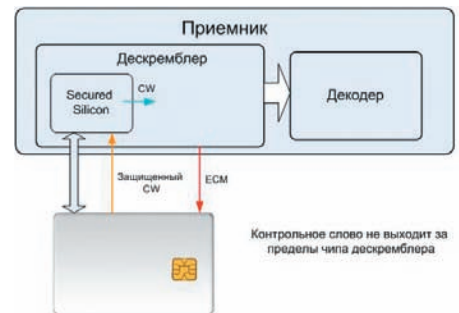 Приемник
Дескремблер
Secured
Silicon
CW
Декодер
Защищенный
CW
ECM
Контрольное слово не выходит за
пределы чипа дескремблера